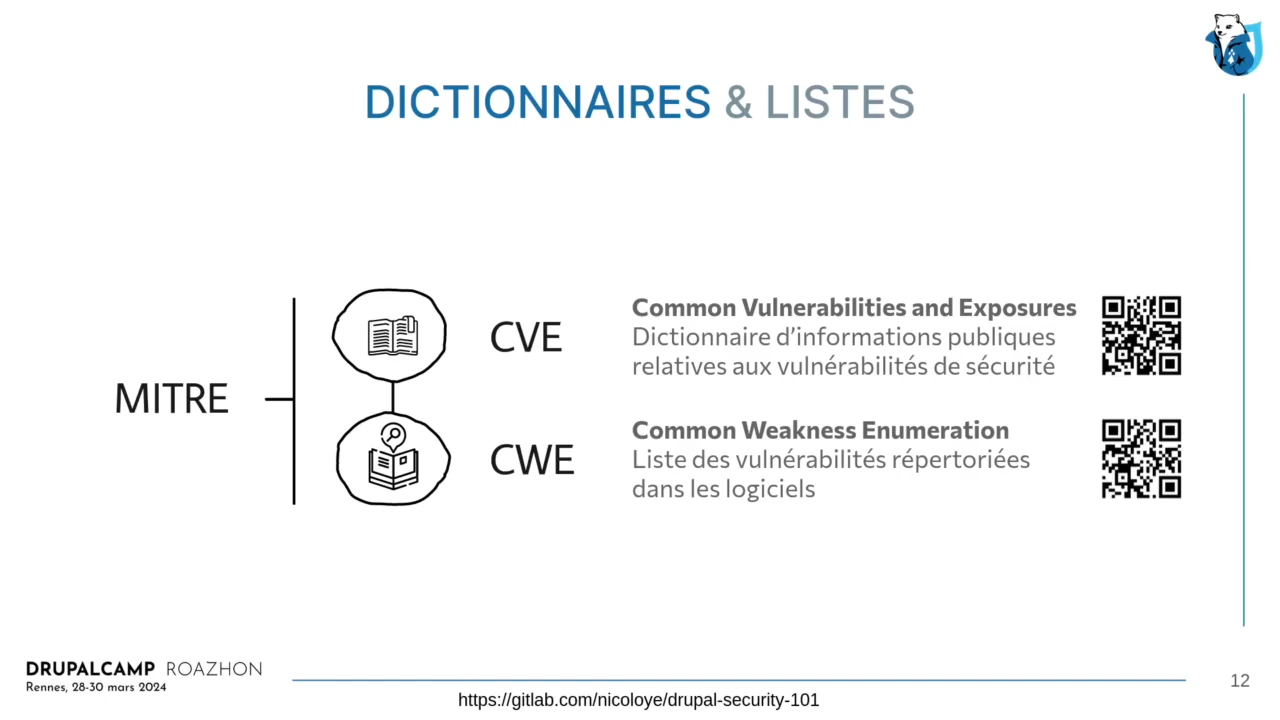 DICTIONNAIRES & LISTES
MITRE
CVE
Common Vulnerabilities and Exposures
Dictionnaire d’informations publiques
relatives aux vulnérabilités de sécurité
CWE
Common Weakness Enumeration
Liste des vulnérabilités répertoriées
dans les logiciels
DRUPALCAMP ROAZHON
Rennes, 28-30 mars 2024
https://gitlab.com/nicoloye/drupal-security-101
12